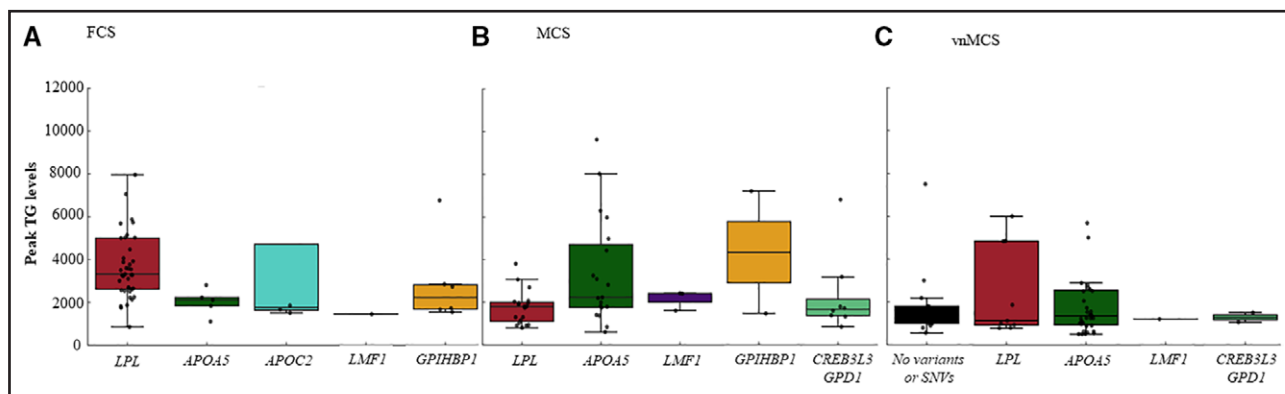 A FCS
B MCS
C vnMCS
Peak TG levels
12000
10000
8000
6000
4000
2000
0
LPL APOA5 APOC2 LMF1 GPIHBP1
LPL APOA5 LMF1 GPIHBP1 CREB3L3
GPD1
No variants LPL APOA5 LMF1 CREB3L3
or SNVs GPD1